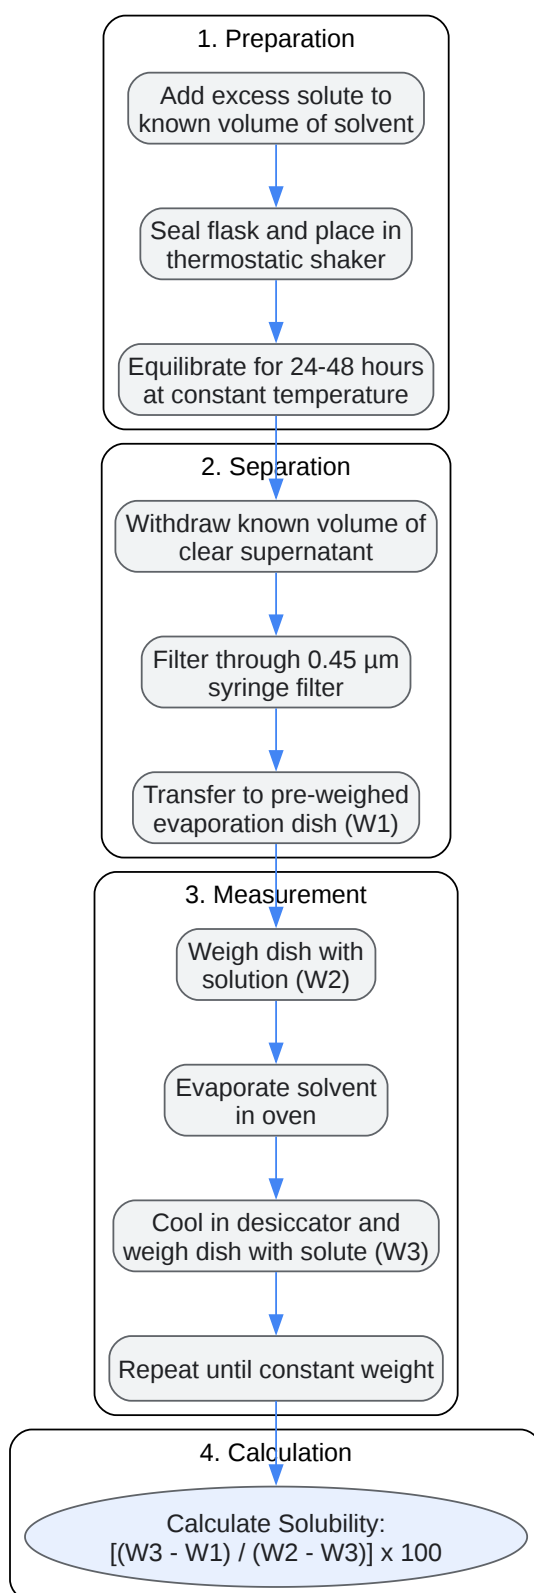 1. Preparation
Add excess solute to
known volume of solvent
Seal flask and place in
thermostatic shaker
Equilibrate for 24-48 hours
at constant temperature
2. Separation
Withdraw known volume of
clear supernatant
Filter through 0.45 µm
syringe filter
Transfer to pre-weighed
evaporation dish (W1)
3. Measurement
Weigh dish with
solution (W2)
Evaporate solvent
in oven
Cool in desiccator and
weigh dish with solute (W3)
Repeat until constant weight
4. Calculation
Calculate Solubility:
[(W3 - W1) / (W2 - W3)] x 100